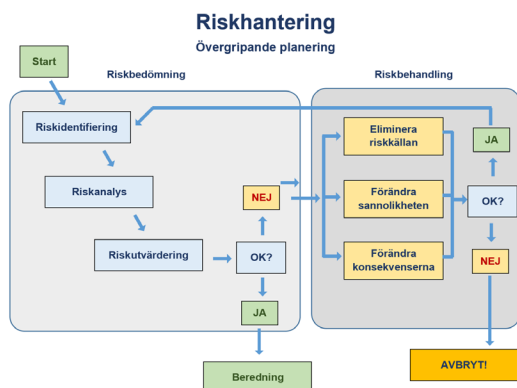 Riskhantering
Övergripande planering
Start
Riskbedömning
Riskbehandling
Riskidentifiering
Eliminera
riskkällan
JA
Riskanalys
NEJ
Förändra
sannolikheten
OK?
Riskutvärdering
OK?
Förändra
konsekvenserna
NEJ
JA
Beredning
AVBRYT!